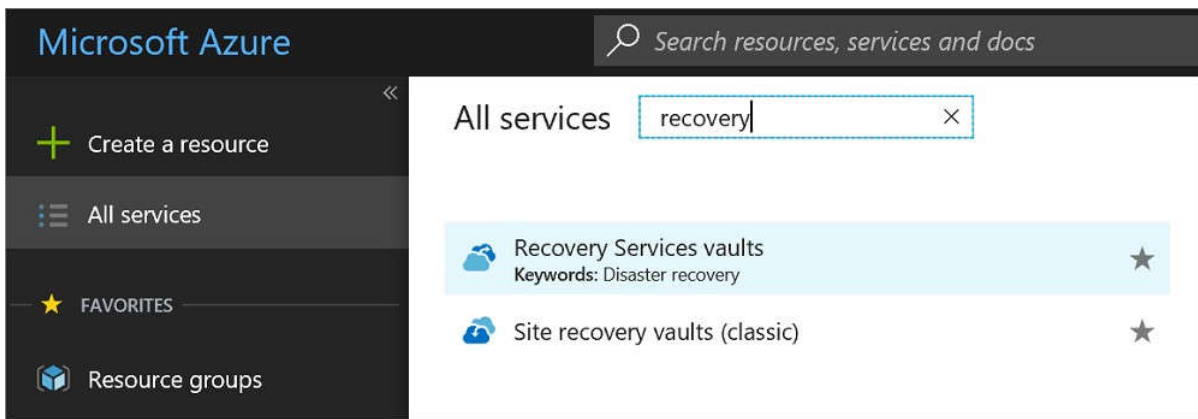 Microsoft Azure
Search resources, services and docs
Create a resource
All services
FAVORITES
Resource groups
All services
recovery
Recovery Services vaults
Keywords: Disaster recovery
Site recovery vaults (classic)